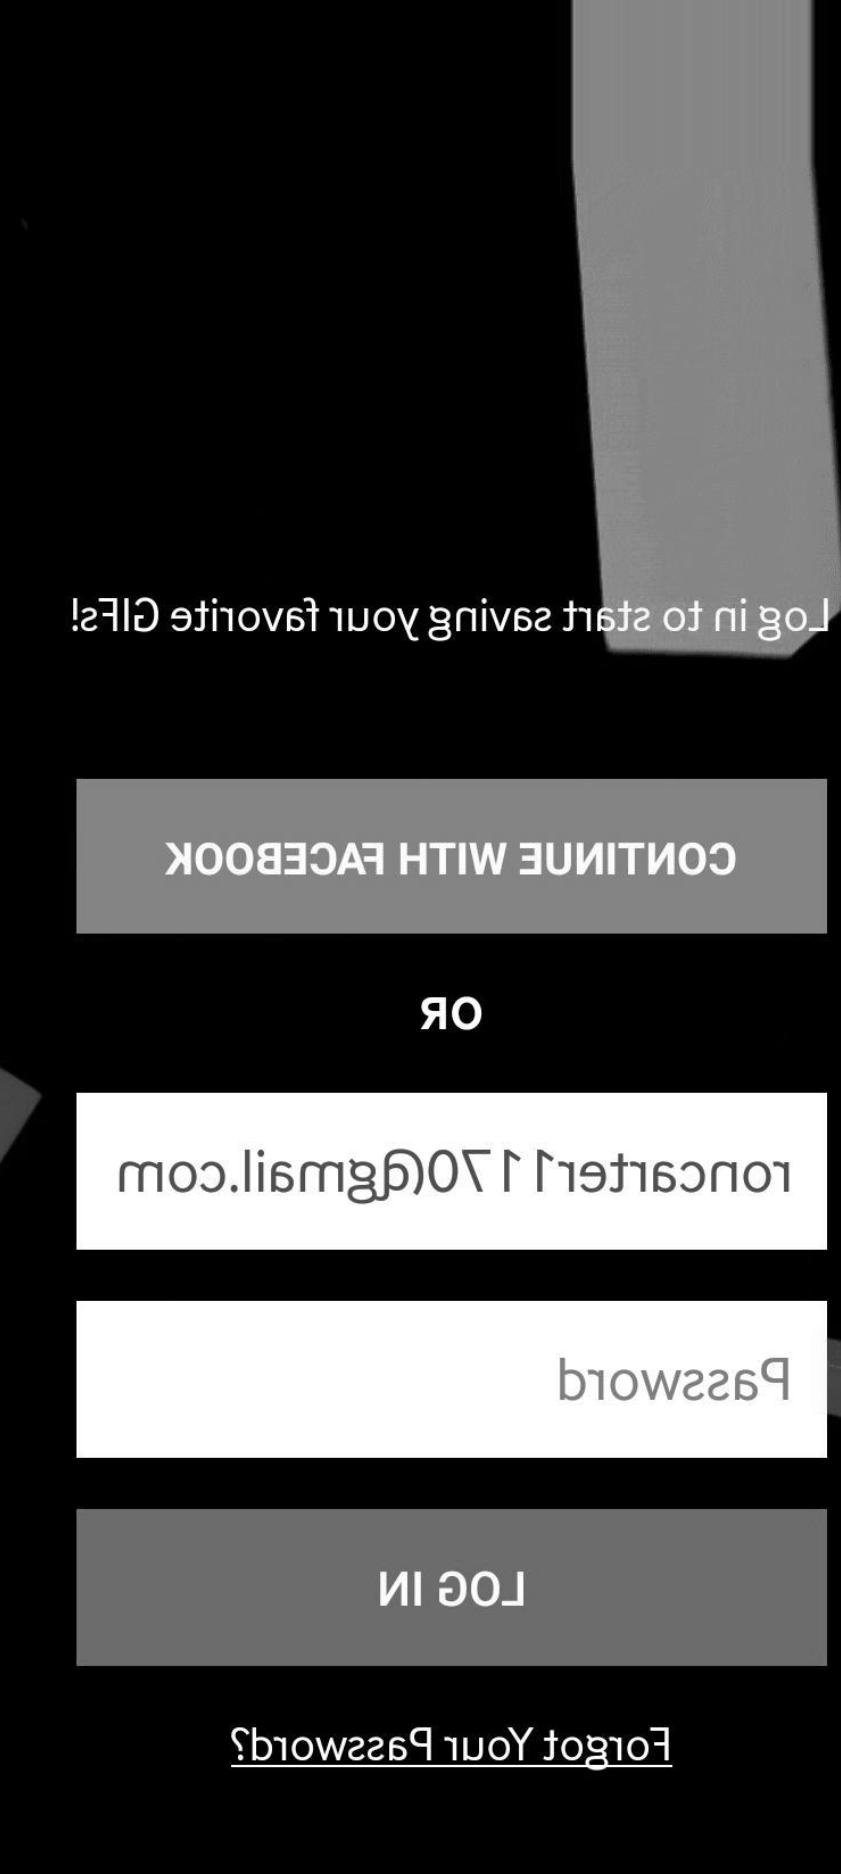 Log in to start saving your favorite GIFs!
CONTINUE WITH FACEBOOK
OR
roncarter1170@gmail.com
Password
LOG IN
Forgot Your Password?